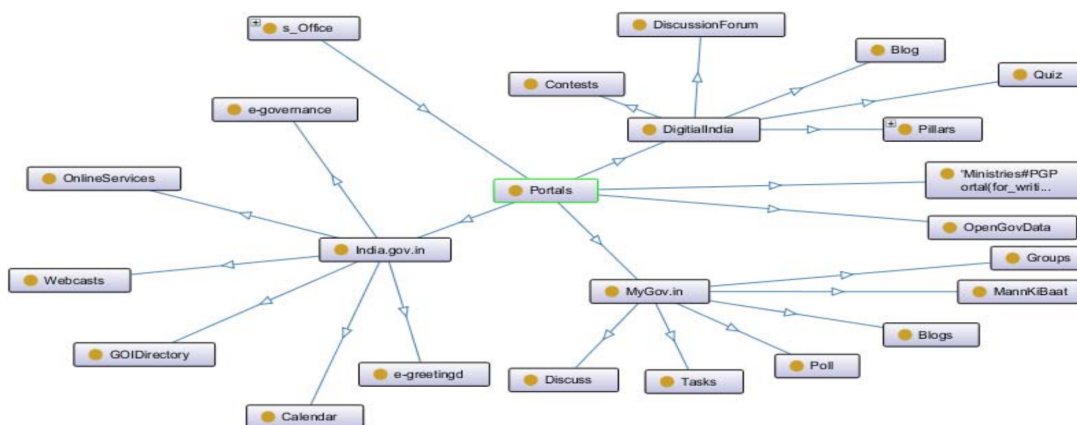 s_Office
DiscussionForum
Blog
Contests
Quiz
e-governance
DigitialIndia
Pillars
OnlineServices
Portals
'Ministries#PGP
ortal(for_writi...
OpenGovData
India.gov.in
Groups
Webcasts
MyGov.in
MannKiBaat
Blogs
GOIDirectory
Poll
e-greetingd
Discuss
Tasks
Calendar